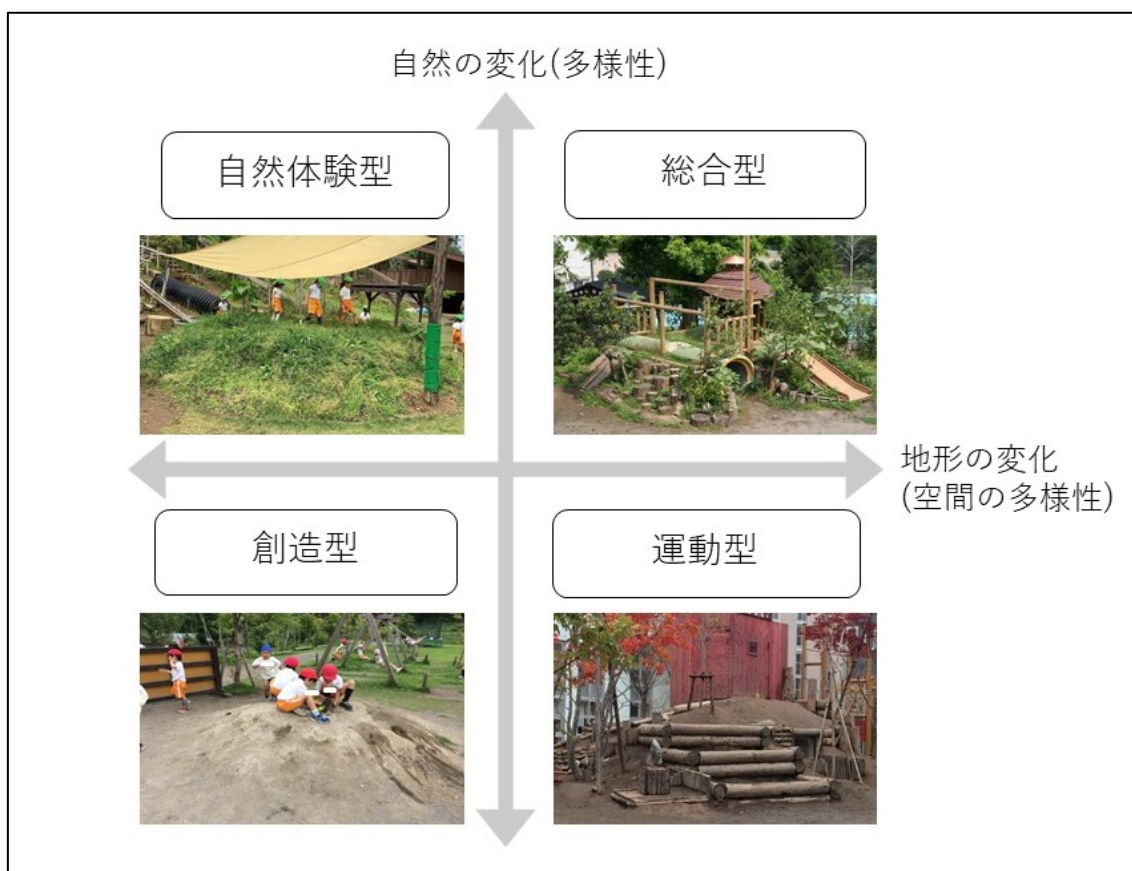 自然の変化(多様性)
自然体験型
総合型
地形の変化
(空間の多様性)
創造型
運動型